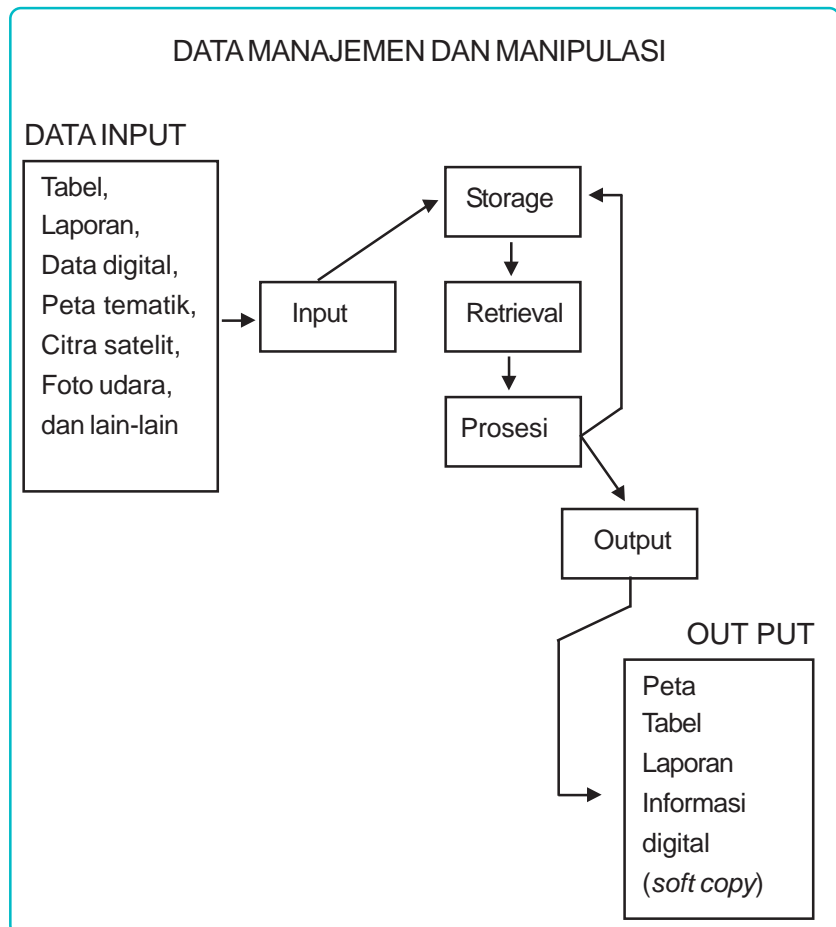 DATA MANAJEMEN DAN MANIPULASI
DATA INPUT
Tabel,
Laporan,
Data digital,
Peta tematik,
Citra satelit,
Foto udara,
dan lain-lain
Input
Storage
Retrieval
Prosesi
Output
OUT PUT
Peta
Tabel
Laporan
Informasi
digital
(soft copy)